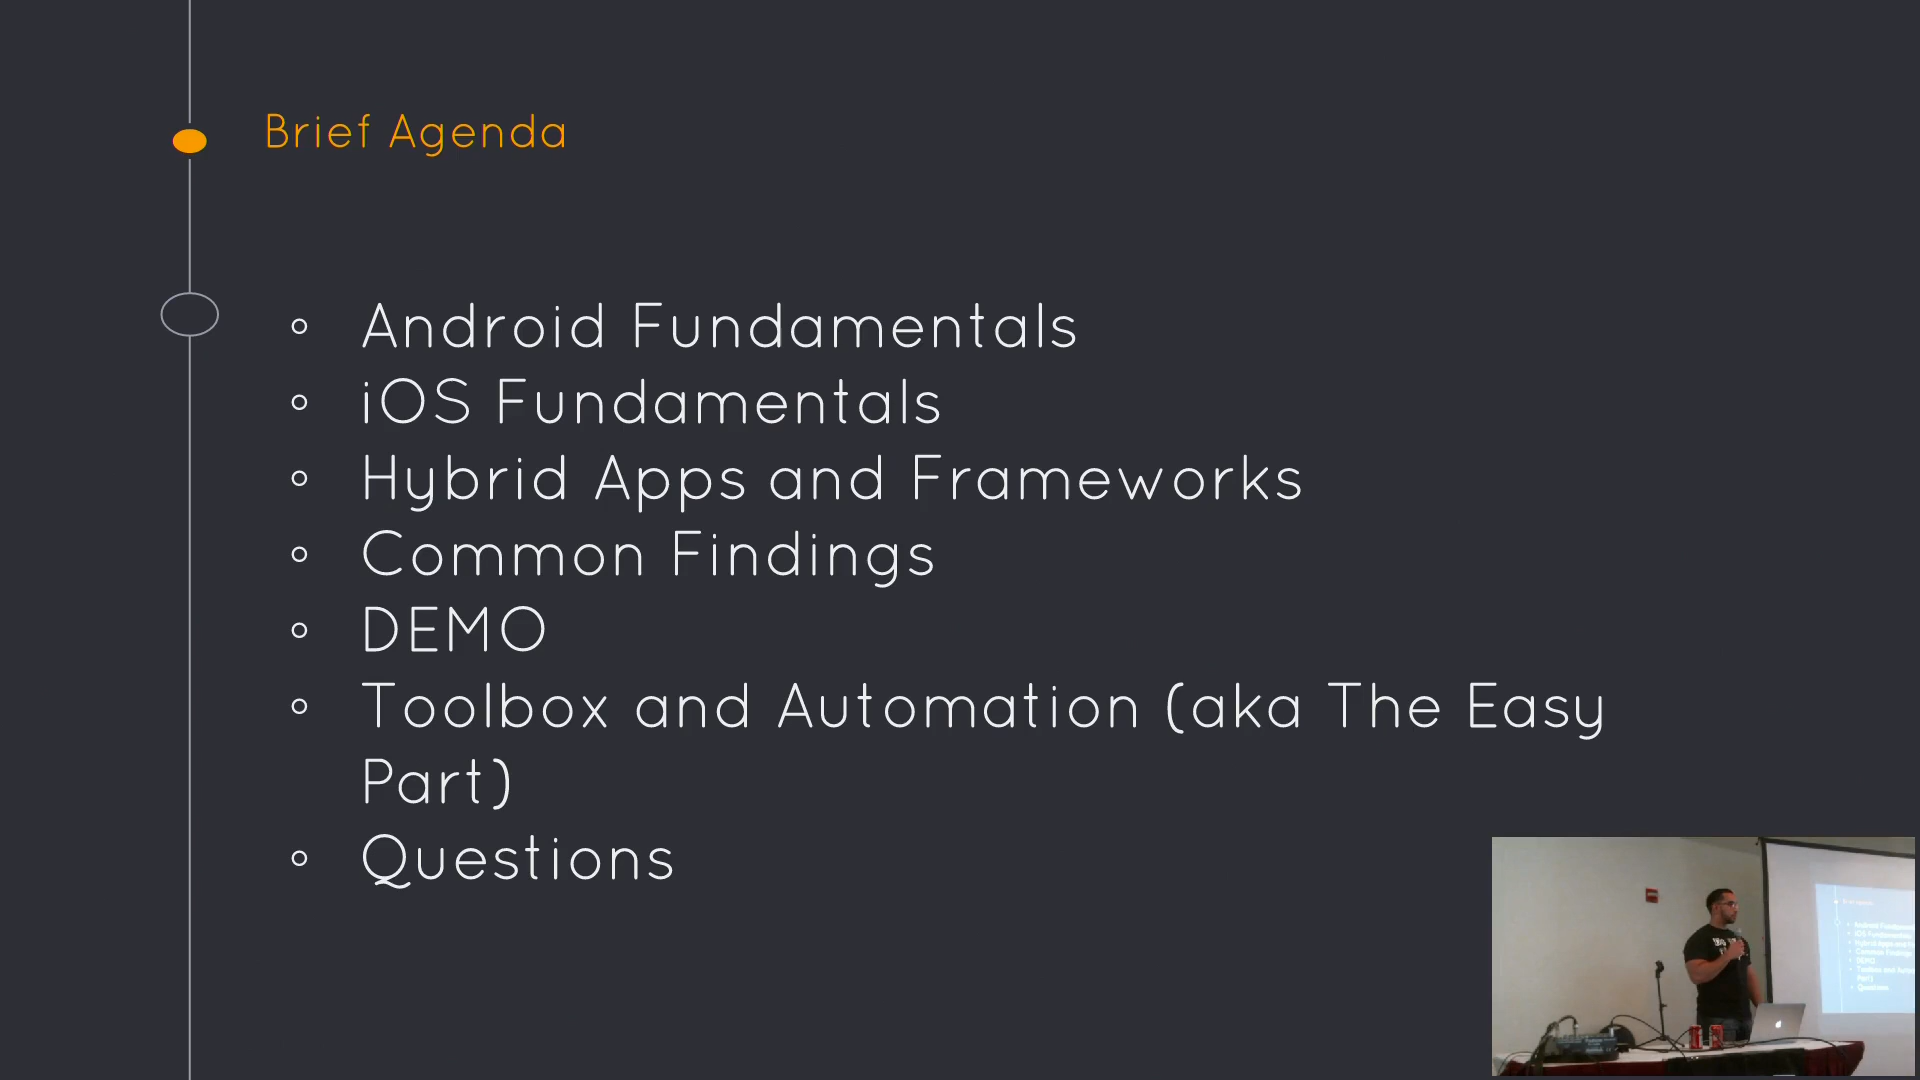 Brief Agenda
Android Fundamentals
iOS Fundamentals
Hybrid Apps and Frameworks
Common Findings
DEMO
Toolbox and Automation (aka The Easy
Part)
Questions